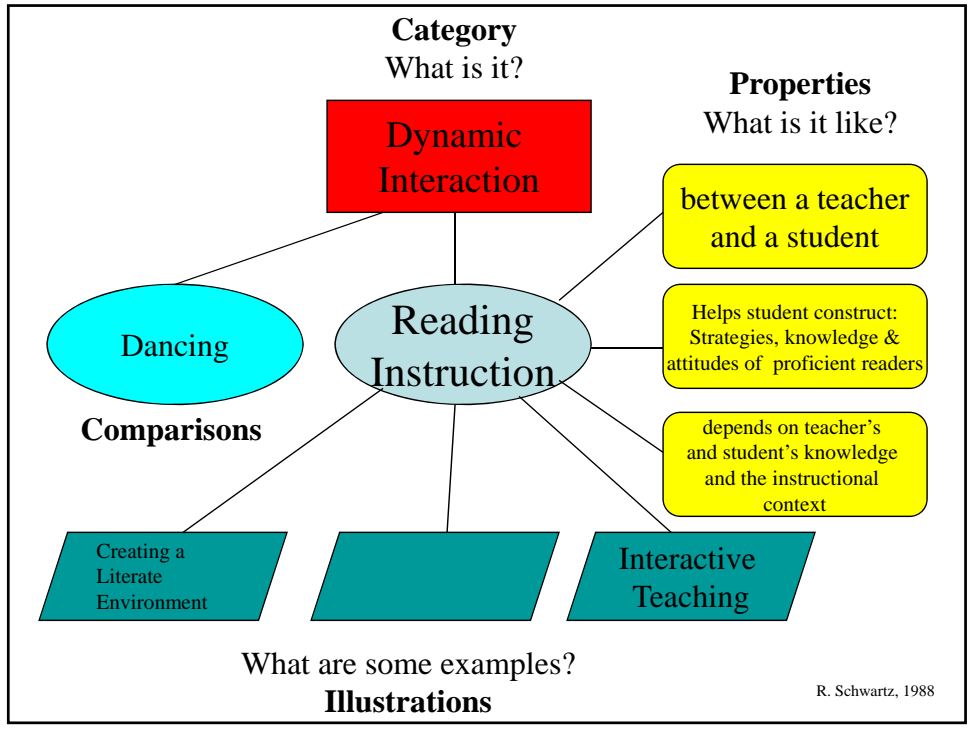 Category
What is it?
Properties
What is it like?
Dynamic
Interaction
between a teacher
and a student
Helps student construct:
Strategies, knowledge &
attitudes of proficient readers
depends on teacher's
and student's knowledge
and the instructional
context
Dancing
Comparisons
Reading
Instruction
Creating a
Literate
Environment
Interactive
Teaching
What are some examples?
Illustrations
R. Schwartz, 1988